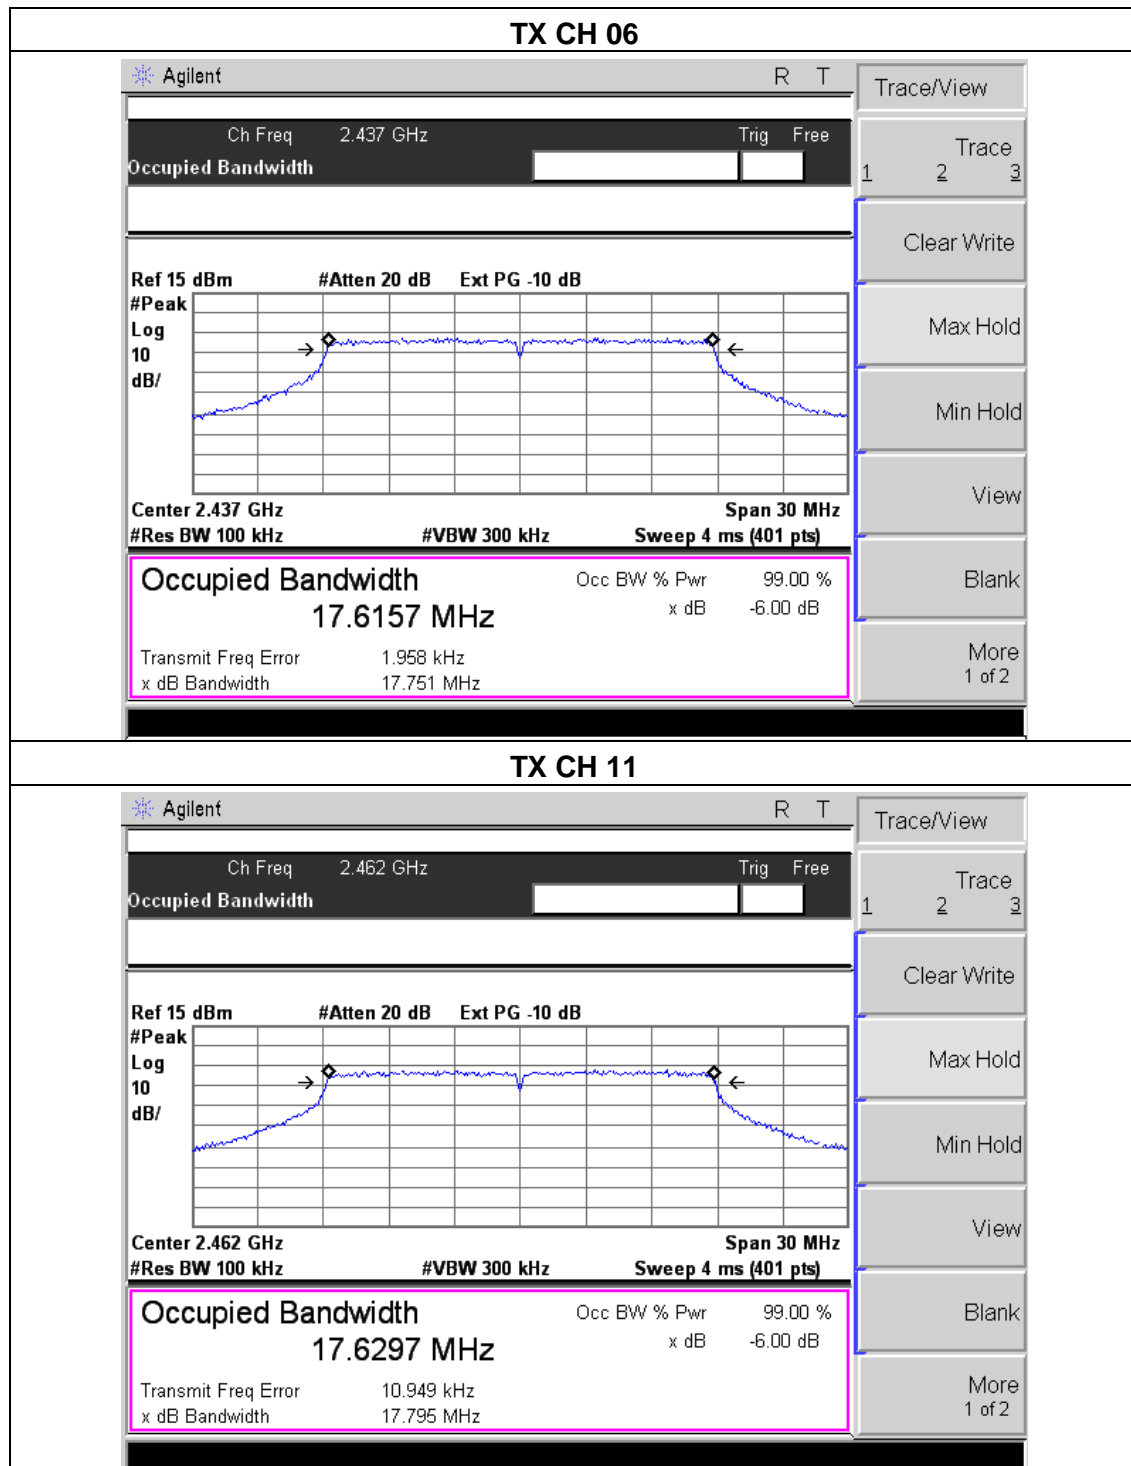 TX CH 06
Agilent R T
Trace/View
Ch Freq 2.437 GHz Trig Free
Occupied Bandwidth
Trace
1 2 3
Clear Write
Ref 15 dBm #Atten 20 dB Ext PG -10 dB
#Peak
Log
10
dB/
Max Hold
Min Hold
View
Center 2.437 GHz Span 30 MHz
#Res BW 100 kHz #VBW 300 kHz Sweep 4 ms (401 pts)
Occupied Bandwidth Occ BW % Pwr 99.00 %
17.6157 MHz x dB -6.00 dB
Blank
Transmit Freq Error 1.958 kHz
x dB Bandwidth 17.751 MHz
More
1 of 2
TX CH 11
Agilent R T
Trace/View
Ch Freq 2.462 GHz Trig Free
Occupied Bandwidth
Trace
1 2 3
Clear Write
Ref 15 dBm #Atten 20 dB Ext PG -10 dB
#Peak
Log
10
dB/
Max Hold
Min Hold
View
Center 2.462 GHz Span 30 MHz
#Res BW 100 kHz #VBW 300 kHz Sweep 4 ms (401 pts)
Occupied Bandwidth Occ BW % Pwr 99.00 %
17.6297 MHz x dB -6.00 dB
Blank
Transmit Freq Error 10.949 kHz
x dB Bandwidth 17.795 MHz
More
1 of 2